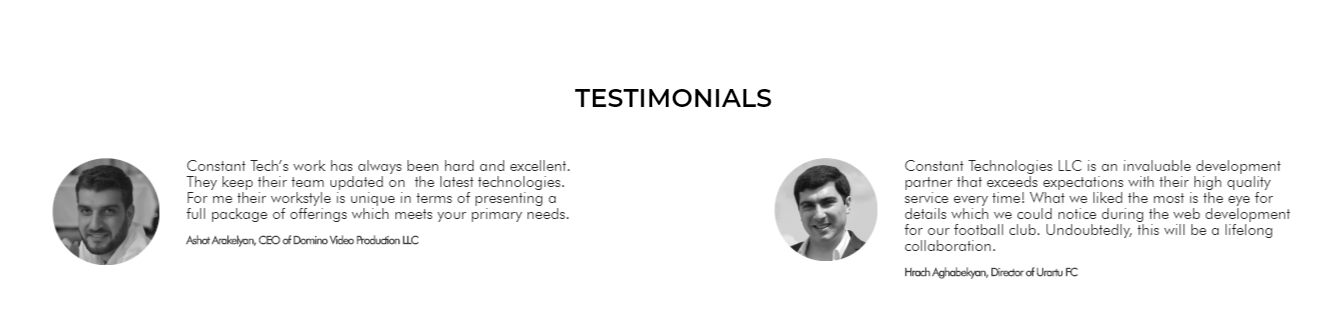 TESTIMONIALS
Constant Tech's work has always been hard and excellent.
They keep their team updated on  the latest technologies.
For me their workstyle is unique in terms of presenting a
full package of offerings which meets your primary needs.
Ashot Arakelyan, CEO of Domino Video Production LLC
Constant Technologies LLC is an invaluable development
partner that exceeds expectations with their high quality
service every time! What we liked the most is the eye for
details which we could notice during the web development
for our football club. Undoubtedly, this will be a lifelong
collaboration.
Hrach Aghabekyan, Director of Urartu FC